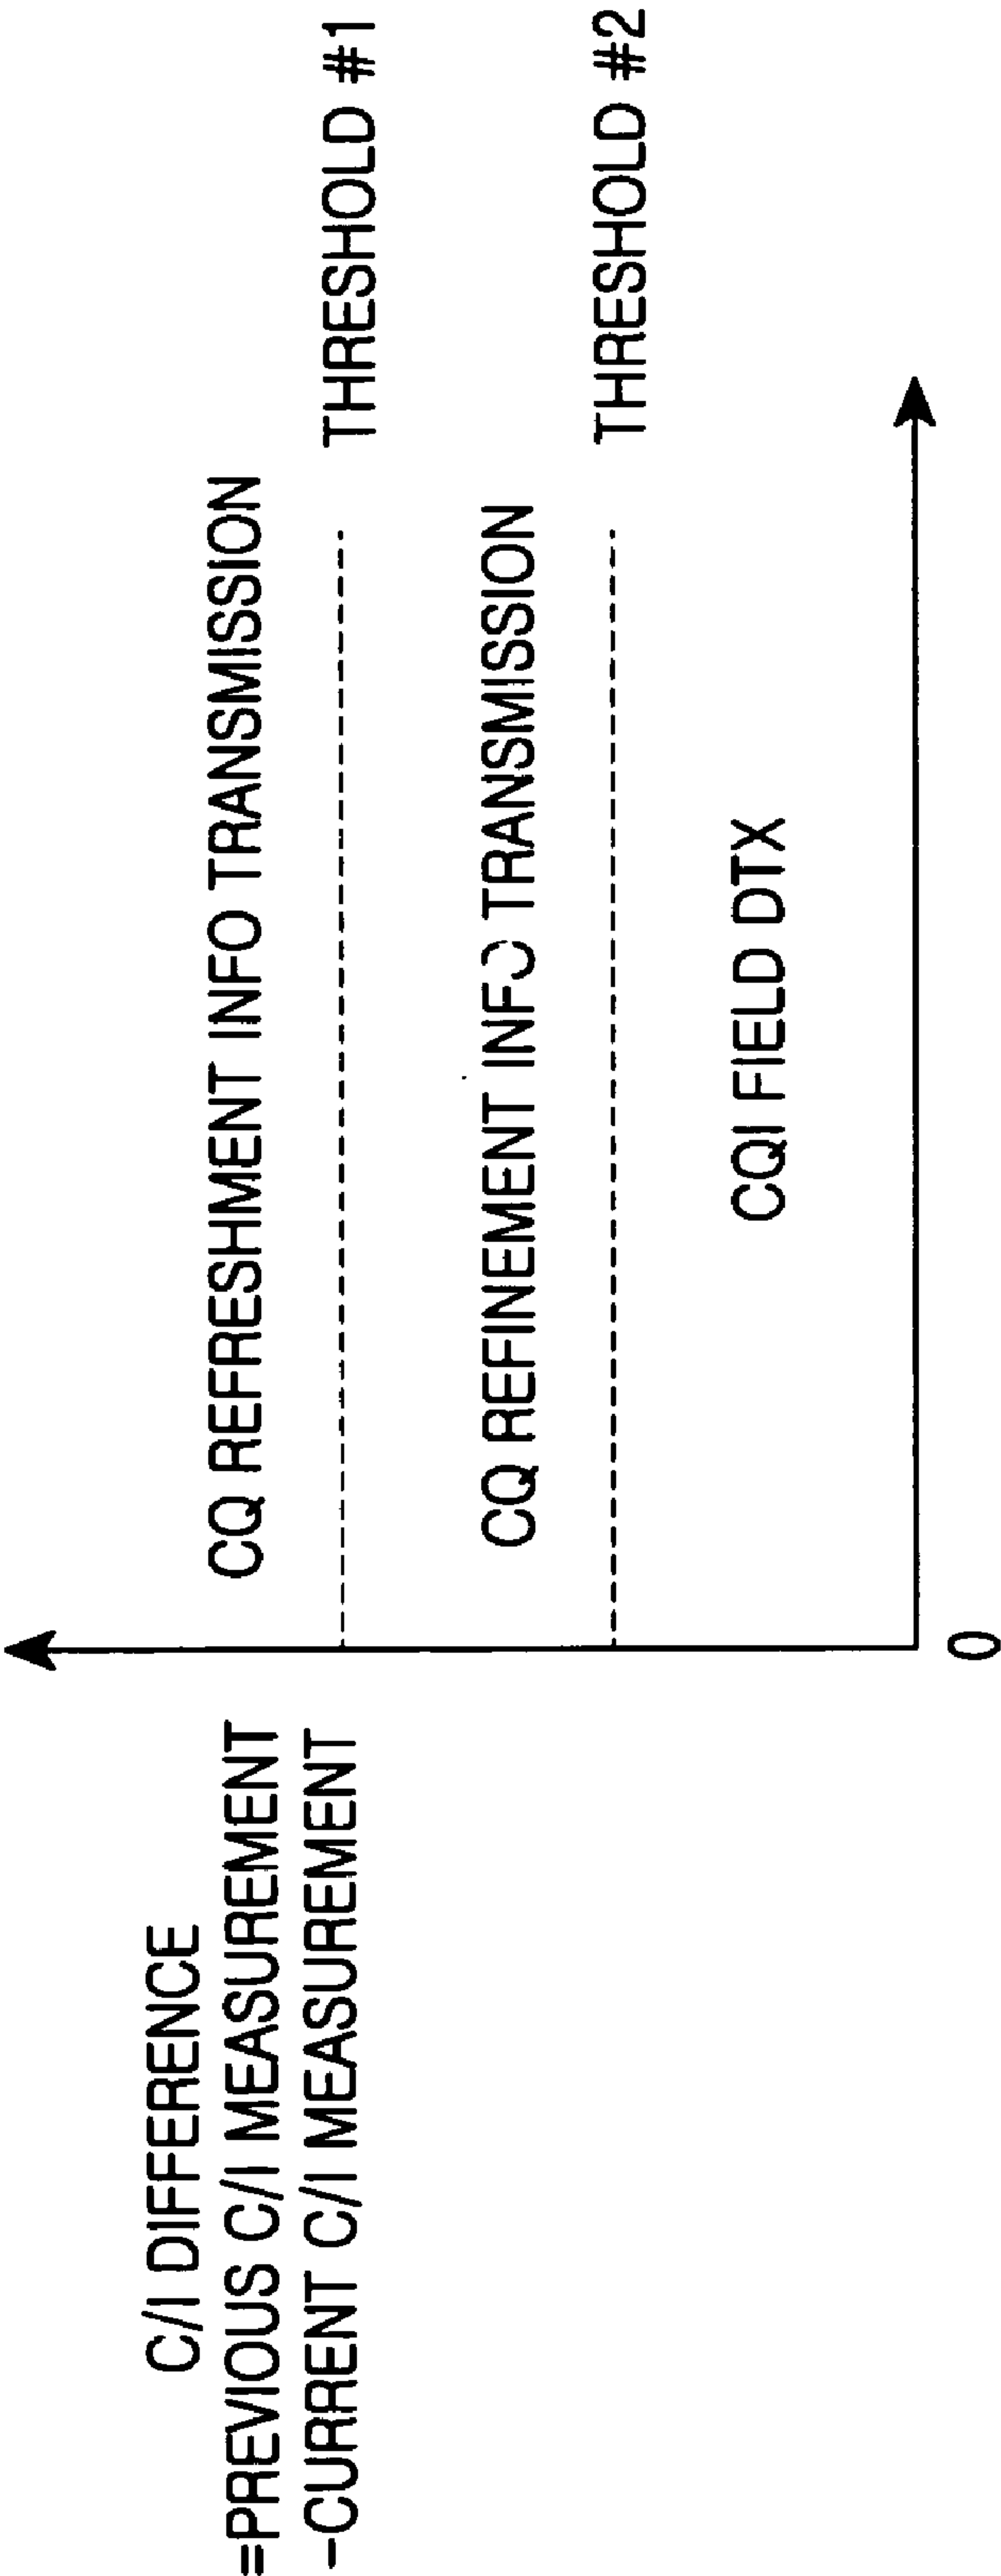 C/I DIFFERENCE
=PREVIOUS C/I MEASUREMENT
-CURRENT C/I MEASUREMENT
CQ REFRESHMENT INFO TRANSMISSION
THRESHOLD #1
CQ REFINEMENT INFO TRANSMISSION
THRESHOLD #2
CQI FIELD DTX
0